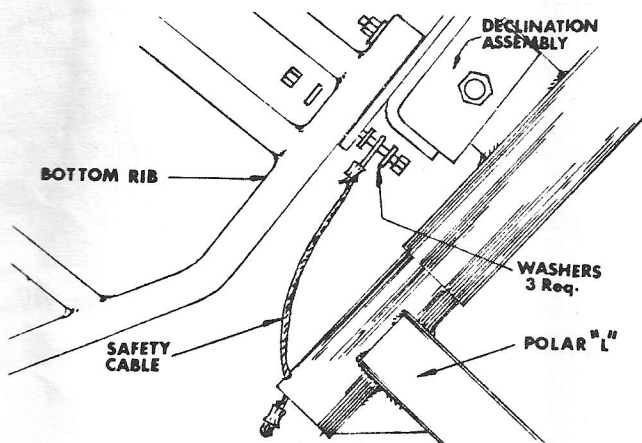 DECLINATION
ASSEMBLY
BOTTOM RIB
WASHERS
3 Req.
SAFETY
CABLE
POLAR "L"